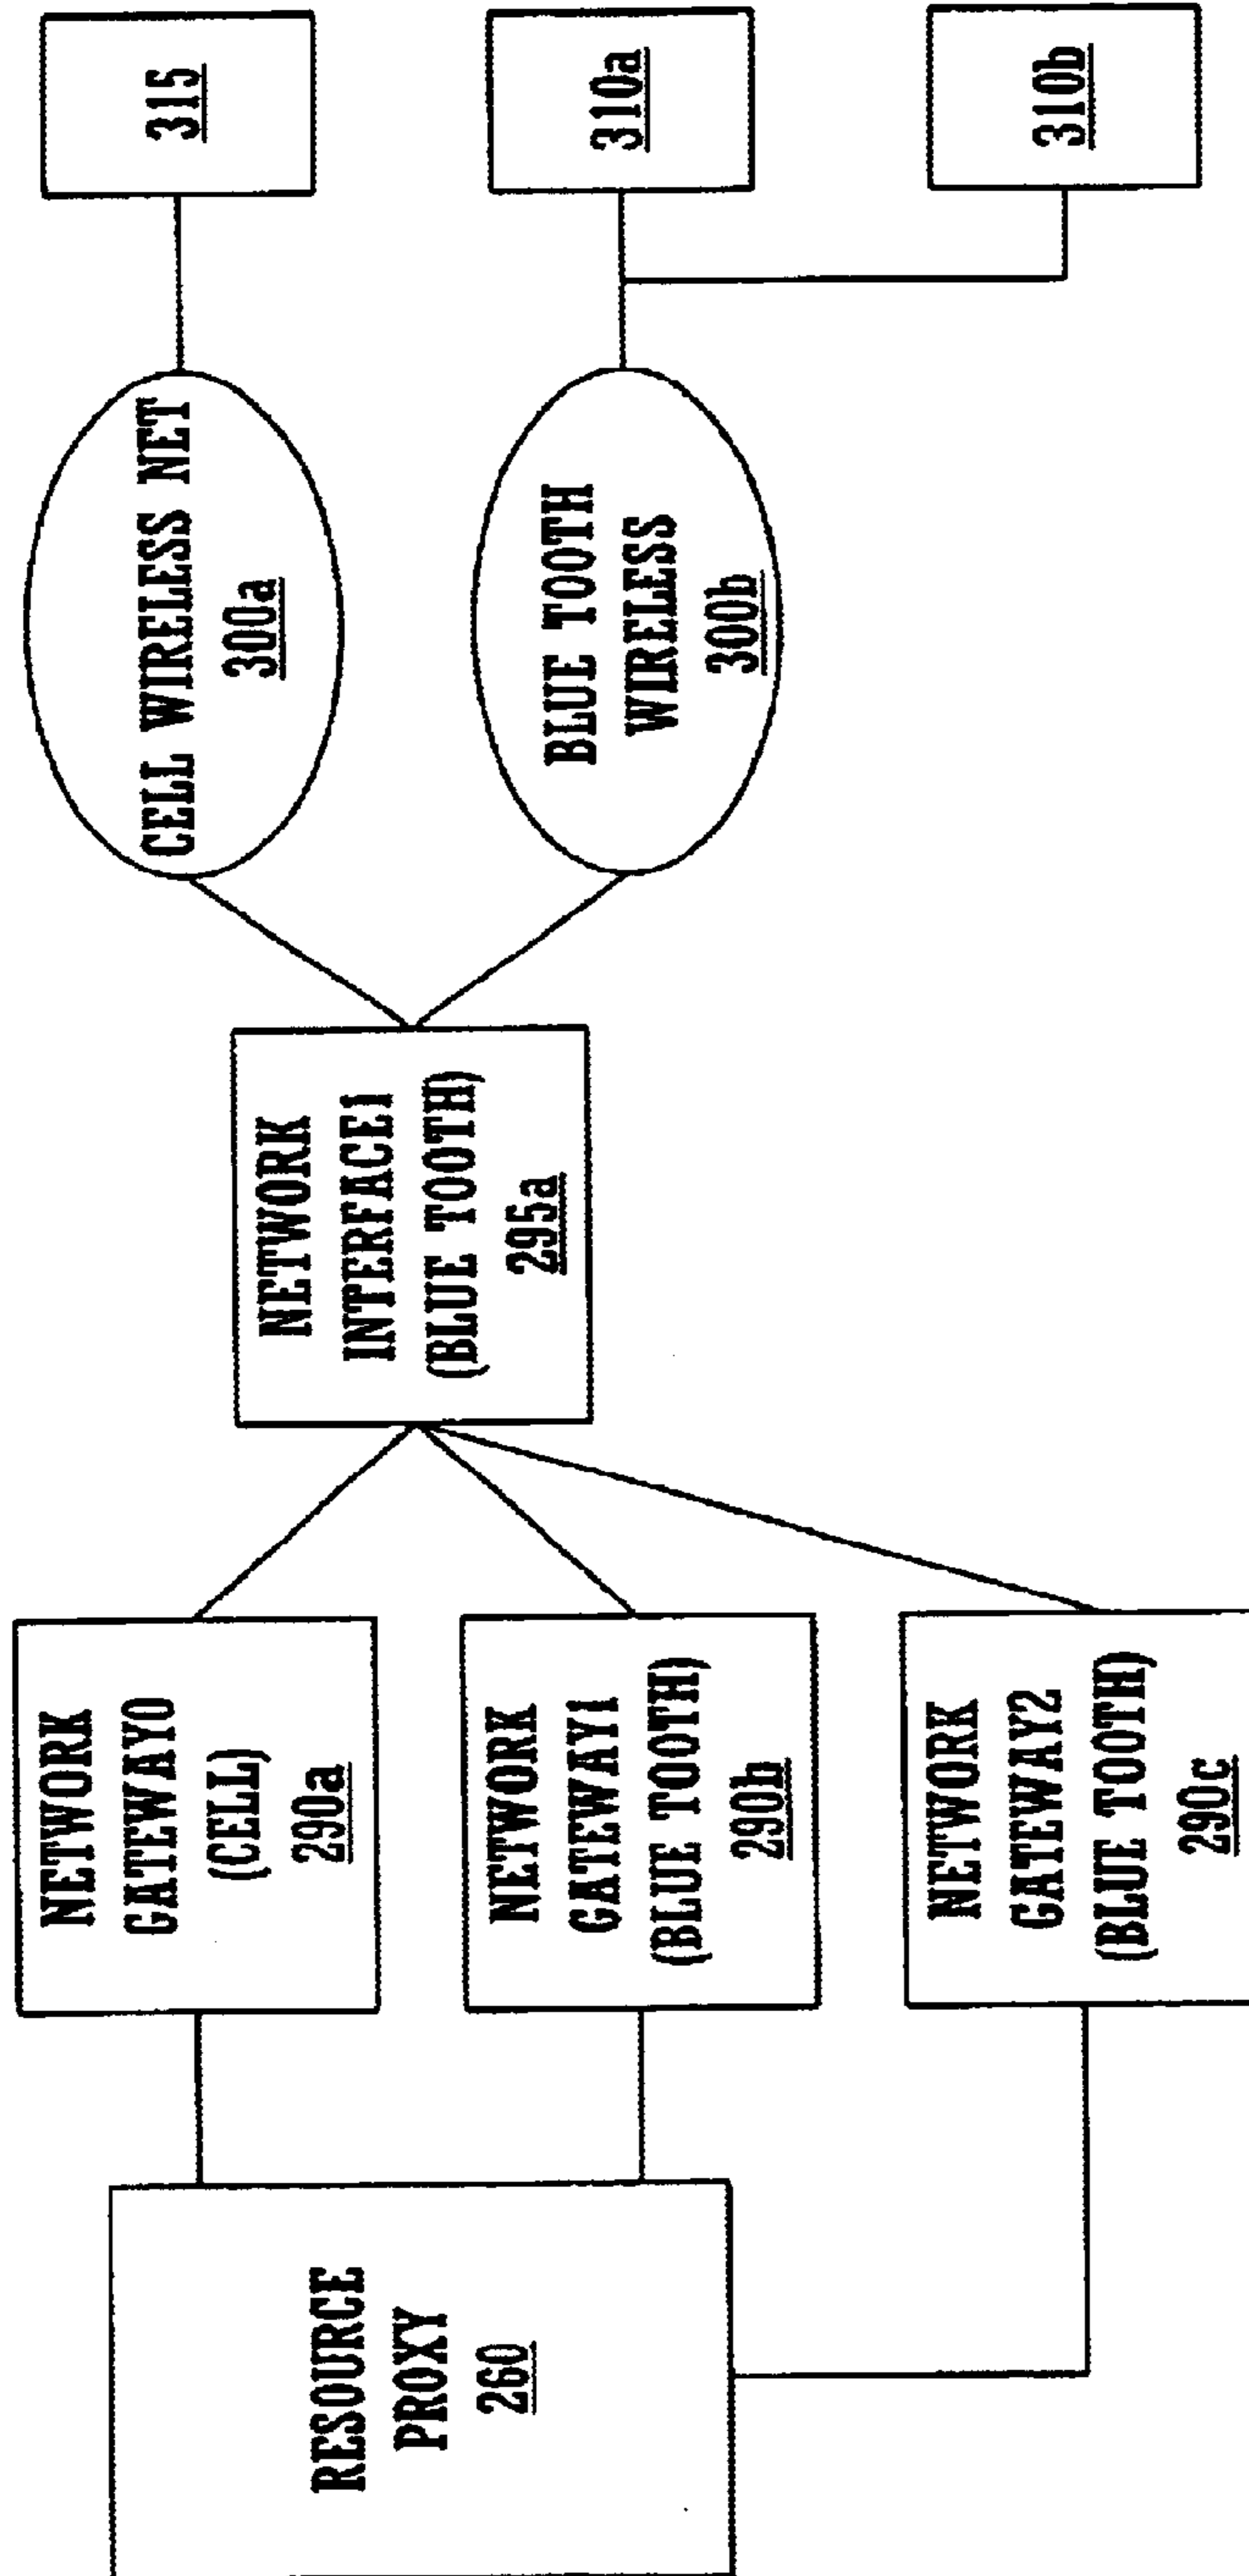 RESOURCE
PROXY
260
NETWORK
GATEWAY0
(CELL)
290a
NETWORK
GATEWAY1
(BLUE TOOTH)
290b
NETWORK
GATEWAY2
(BLUE TOOTH)
290c
NETWORK
INTERFACE1
(BLUE TOOTH)
295a
CELL WIRELESS NET
300a
BLUE TOOTH
WIRELESS
300b
315
310a
310b